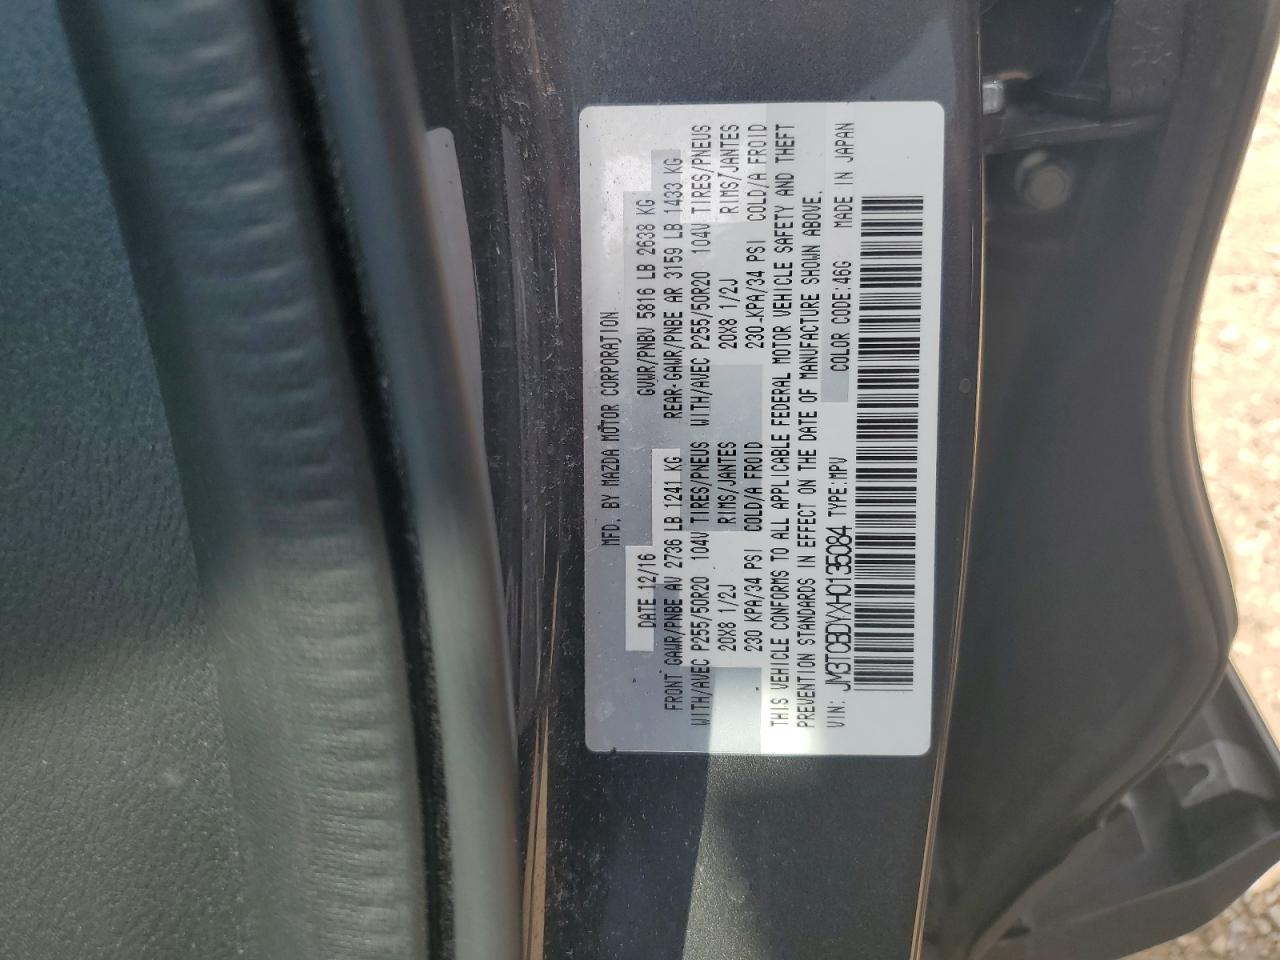 MFD. BY MAZDA MOTOR CORPORATION
DATE 12/16 GVWR/PNBV 5816 LB 2638 KG
FRONT GAWR/PNBE AV 2736 LB 1241 KG REAR-GAWR/PNBE AR 3159 LB 1433 KG
WITH/AVEC P255/50R20 104V TIRES/PNEUS WITH/AVEC P255/50R20 104V TIRES/PNEUS
20X8 1/2J RIMS/JANTES 20X8 1/2J RIMS/JANTES
230 KPA/34 PSI COLD/A FROID 230-KPA/34 PSI COLD/A FROID
THIS VEHICLE CONFORMS TO ALL APPLICABLE FEDERAL MOTOR VEHICLE SAFETY AND THEFT
PREVENTION STANDARDS IN EFFECT ON THE DATE OF MANUFACTURE SHOWN ABOVE.
VIN: JM3TCBDYXH0135084 TYPE:MPV COLOR CODE:46G MADE IN JAPAN